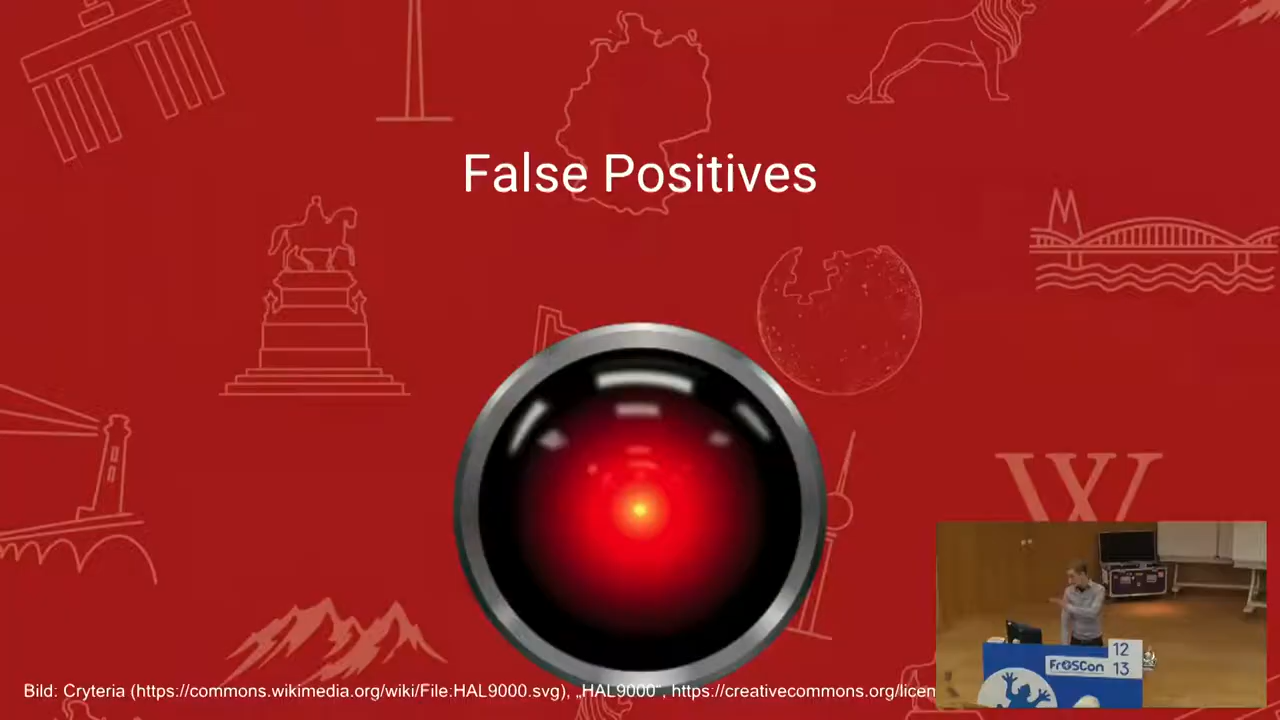 False Positives
W
FrOSCon
12
13
Bild: Cryteria (https://commons.wikimedia.org/wiki/File:HAL9000.svg), „HAL9000“, https://creativecommons.org/licen